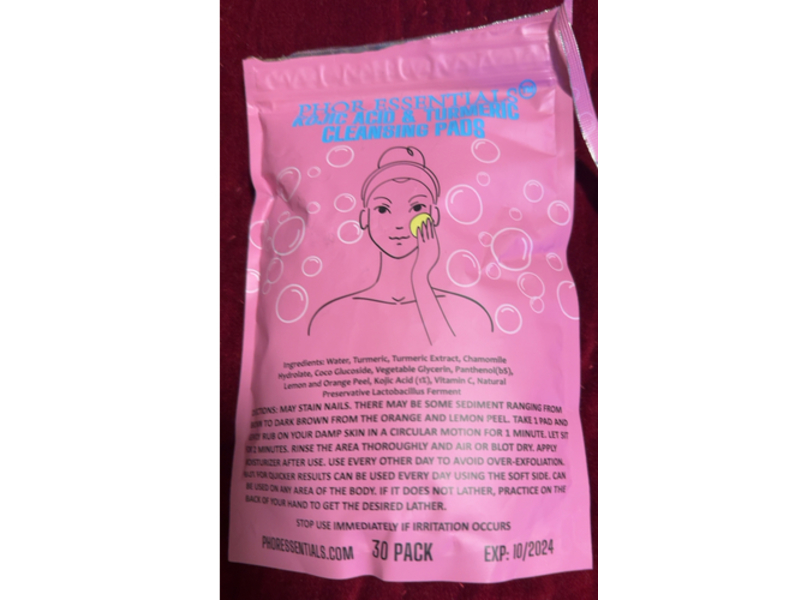 PHOR ESSENTIALS©
KOJIC ACID & TURMERIC
CLEANSING PADS
Ingredients: Water, Turmeric, Turmeric Extract, Chamomile
Hydrolate, Coco Glucoside, Vegetable Glycerin, Panthenol(b5),
Lemon and Orange Peel, Kojic Acid (1%), Vitamin C, Natural
Preservative Lactobacillus Ferment
CTIONS: MAY STAIN NAILS. THERE MAY BE SOME SEDIMENT RANGING FROM
TO DARK BROWN FROM THE ORANGE AND LEMON PEEL. TAKE 1 PAD AND
RUB ON YOUR DAMP SKIN IN A CIRCULAR MOTION FOR 1 MINUTE. LET SIT
FOR 2 MINUTES. RINSE THE AREA THOROUGHLY AND AIR OR BLOT DRY. APPLY
AFTER USE. USE EVERY OTHER DAY TO AVOID OVER-EXFOLIATION.
FOR QUICKER RESULTS CAN BE USED EVERY DAY USING THE SOFT SIDE. CAN
BE USED ON ANY AREA OF THE BODY. IF IT DOES NOT LATHER, PRACTICE ON THE
BACK OF YOUR HAND TO GET THE DESIRED LATHER.
STOP USE IMMEDIATELY IF IRRITATION OCCURS
PHORESSENTIALS.COM 30 PACK EXP: 10/2024